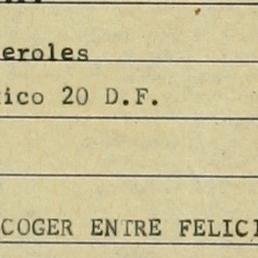 eroles
ico 20 D.F.
COGER ENTRE FELICI